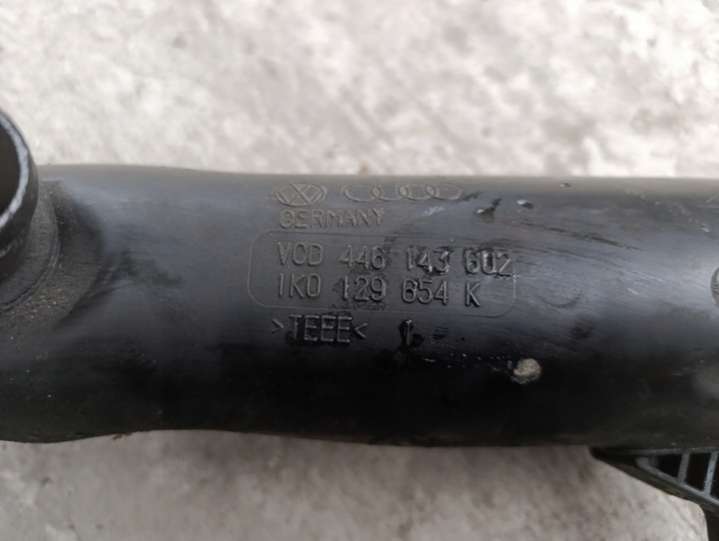 GERMANY
VCD 446 143 602
1K0 129 654 K
>TEEE<